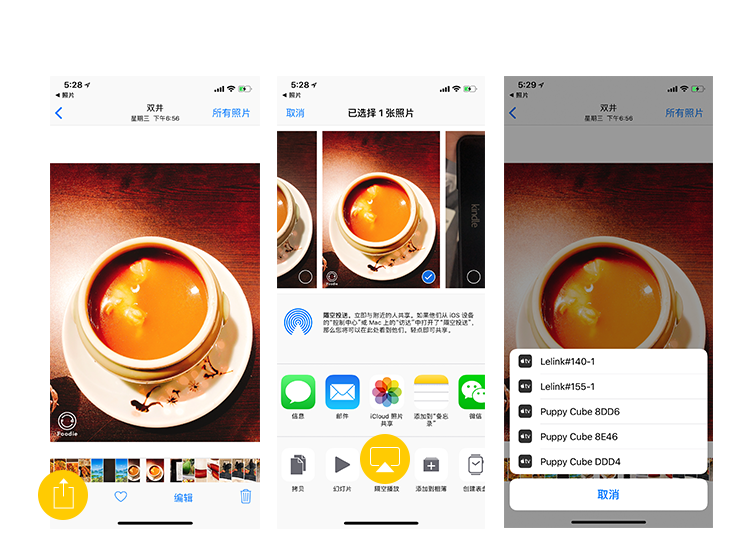 5:28
照片
双井
星期三 下午6:56
所有照片
Foodie
编辑
5:28
照片
取消
已选择 1 张照片
kindle
Foodie
隔空投送。立即与附近的人共享。如果他们从 iOS 设备
的“控制中心”或 Mac 上的“访达”中打开了“隔空投送”,
那么您将可以在此处看到他们。轻点即可共享。
信息
邮件
iCloud 照片
共享
添加到“备忘
录”
微信
拷贝
幻灯片
隔空播放
添加到相簿
创建表盘
5:29
照片
双井
星期三 下午6:56
所有照片
tv Lelink#140-1
tv Lelink#155-1
tv Puppy Cube 8DD6
tv Puppy Cube 8E46
tv Puppy Cube DDD4
取消